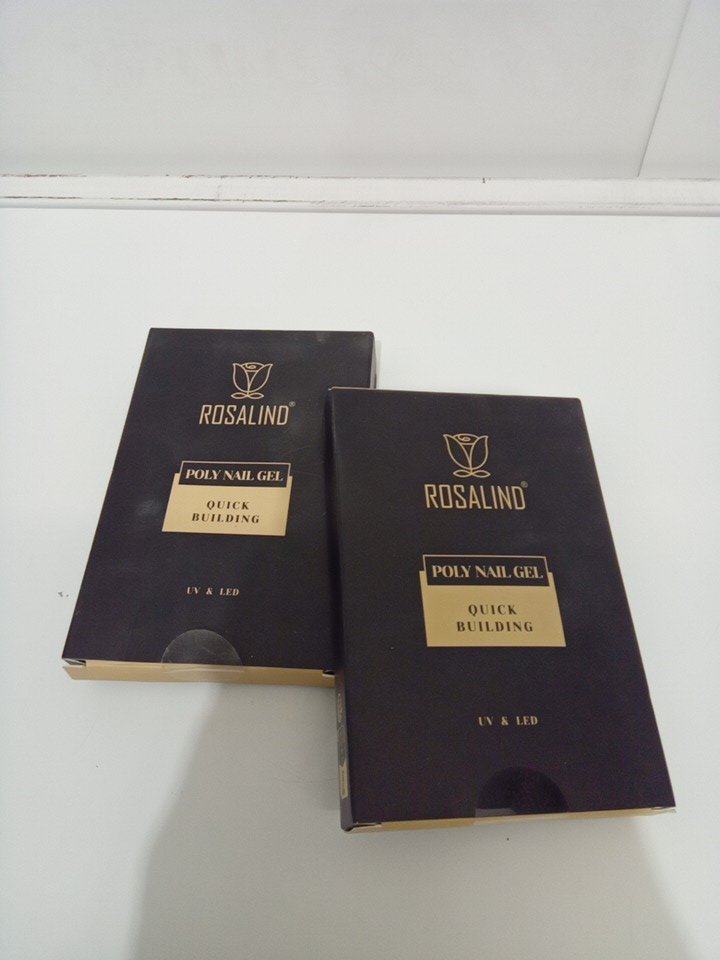 ROSALIND®
POLY NAIL GEL
QUICK
BUILDING
UV & LED
ROSALIND®
POLY NAIL GEL
QUICK
BUILDING
UV & LED